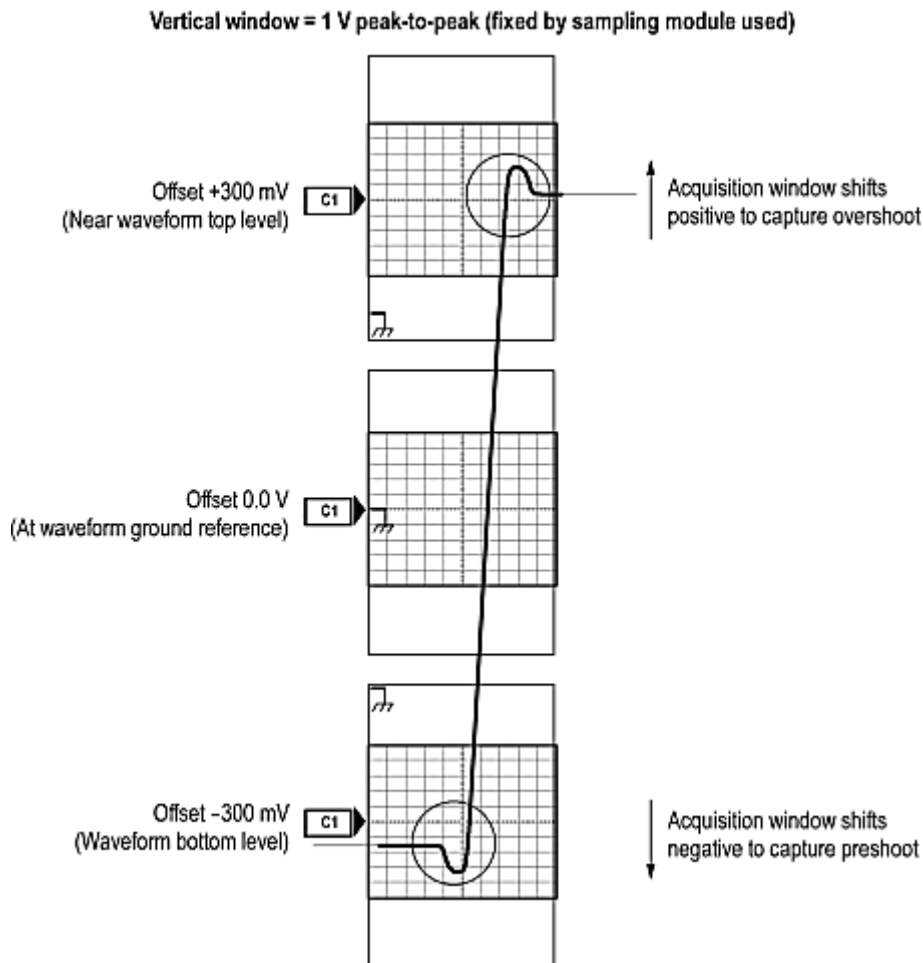 Vertical window = 1 V peak-to-peak (fixed by sampling module used)
Offset +300 mV
(Near waveform top level)
C1
Acquisition window shifts
positive to capture overshoot
Offset 0.0 V
(At waveform ground reference)
C1
Offset –300 mV
(Waveform bottom level)
C1
Acquisition window shifts
negative to capture preshoot